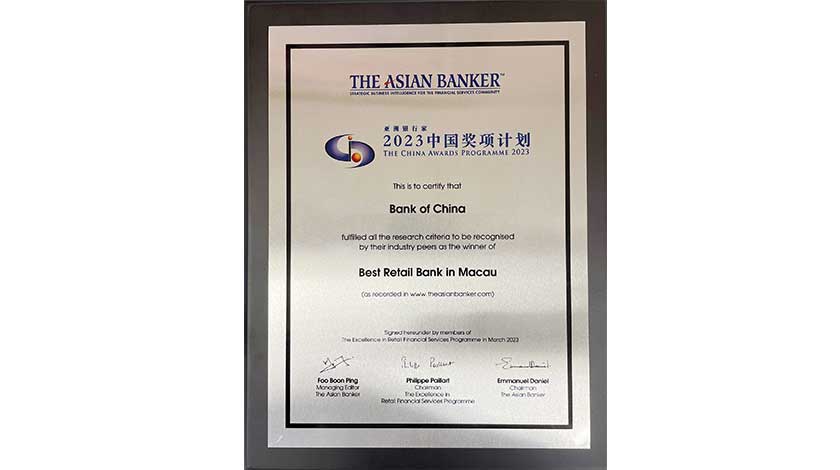 THE ASIAN BANKER™
STRATEGIC BUSINESS INTELLIGENCE FOR THE FINANCIAL SERVICES COMMUNITY
亚洲银行家
2023中国奖项计划
THE CHINA AWARDS PROGRAMME 2023
This is to certify that
Bank of China
fulfilled all the research criteria to be recognised
by their industry peers as the winner of
Best Retail Bank in Macau
(as recorded in www.theasianbanker.com)
Signed hereunder by members of
The Excellence in Retail Financial Services Programme in March 2023
Foo Boon Ping
Managing Editor
The Asian Banker
Philippe Paillart
Chairman
The Excellence in
Retail Financial Services Programme
Emmanuel Daniel
Chairman
The Asian Banker